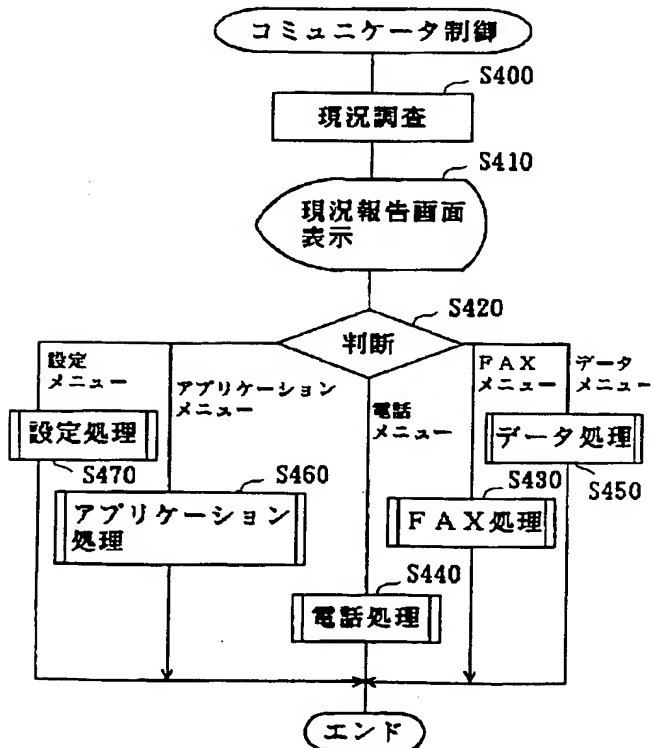 コミュニケータ制御
S400
現況調査
S410
現況報告画面
表示
S420
判断
設定
メニュー
アプリケーション
メニュー
電話
メニュー
ＦＡＸ
メニュー
データ
メニュー
設定処理
データ処理
S470
S460
S430
S450
アプリケーション
処理
ＦＡＸ処理
S440
電話処理
エンド